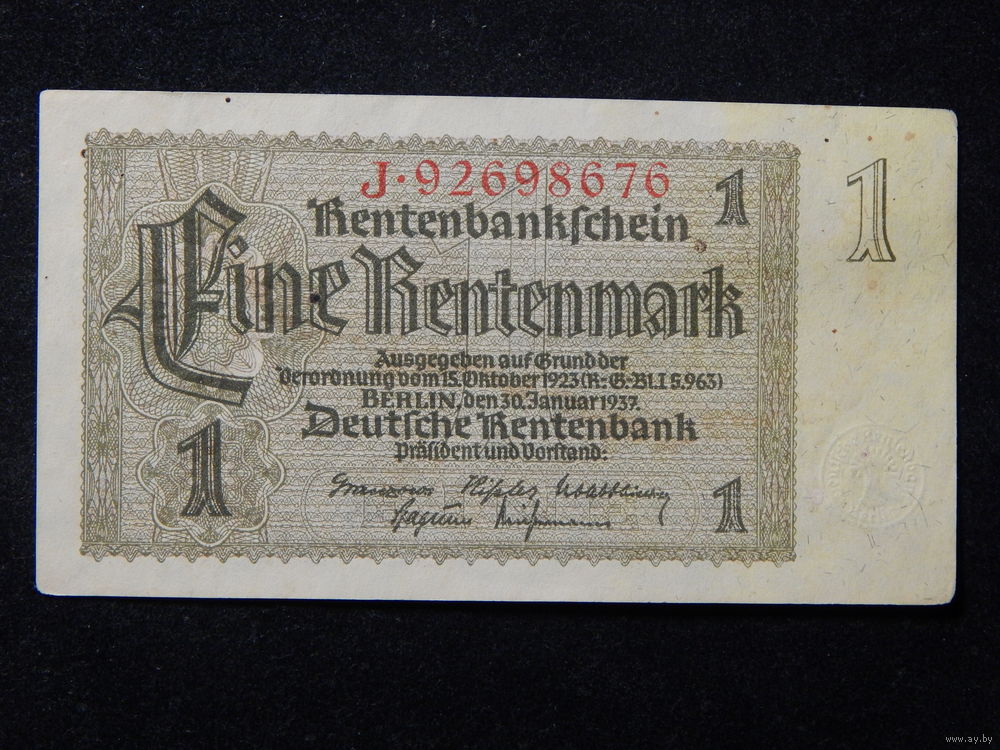 J·92698676
1
1
Rentenbankschein
Eine Rentenmark
Ausgegeben auf Grund der
Verordnung vom 15. Oktober 1923 (R·G·Bl. I S. 963)
BERLIN, den 30. Januar 1937.
Deutsche Rentenbank
Präsident und Vorstand:
1
1
www.ay.by